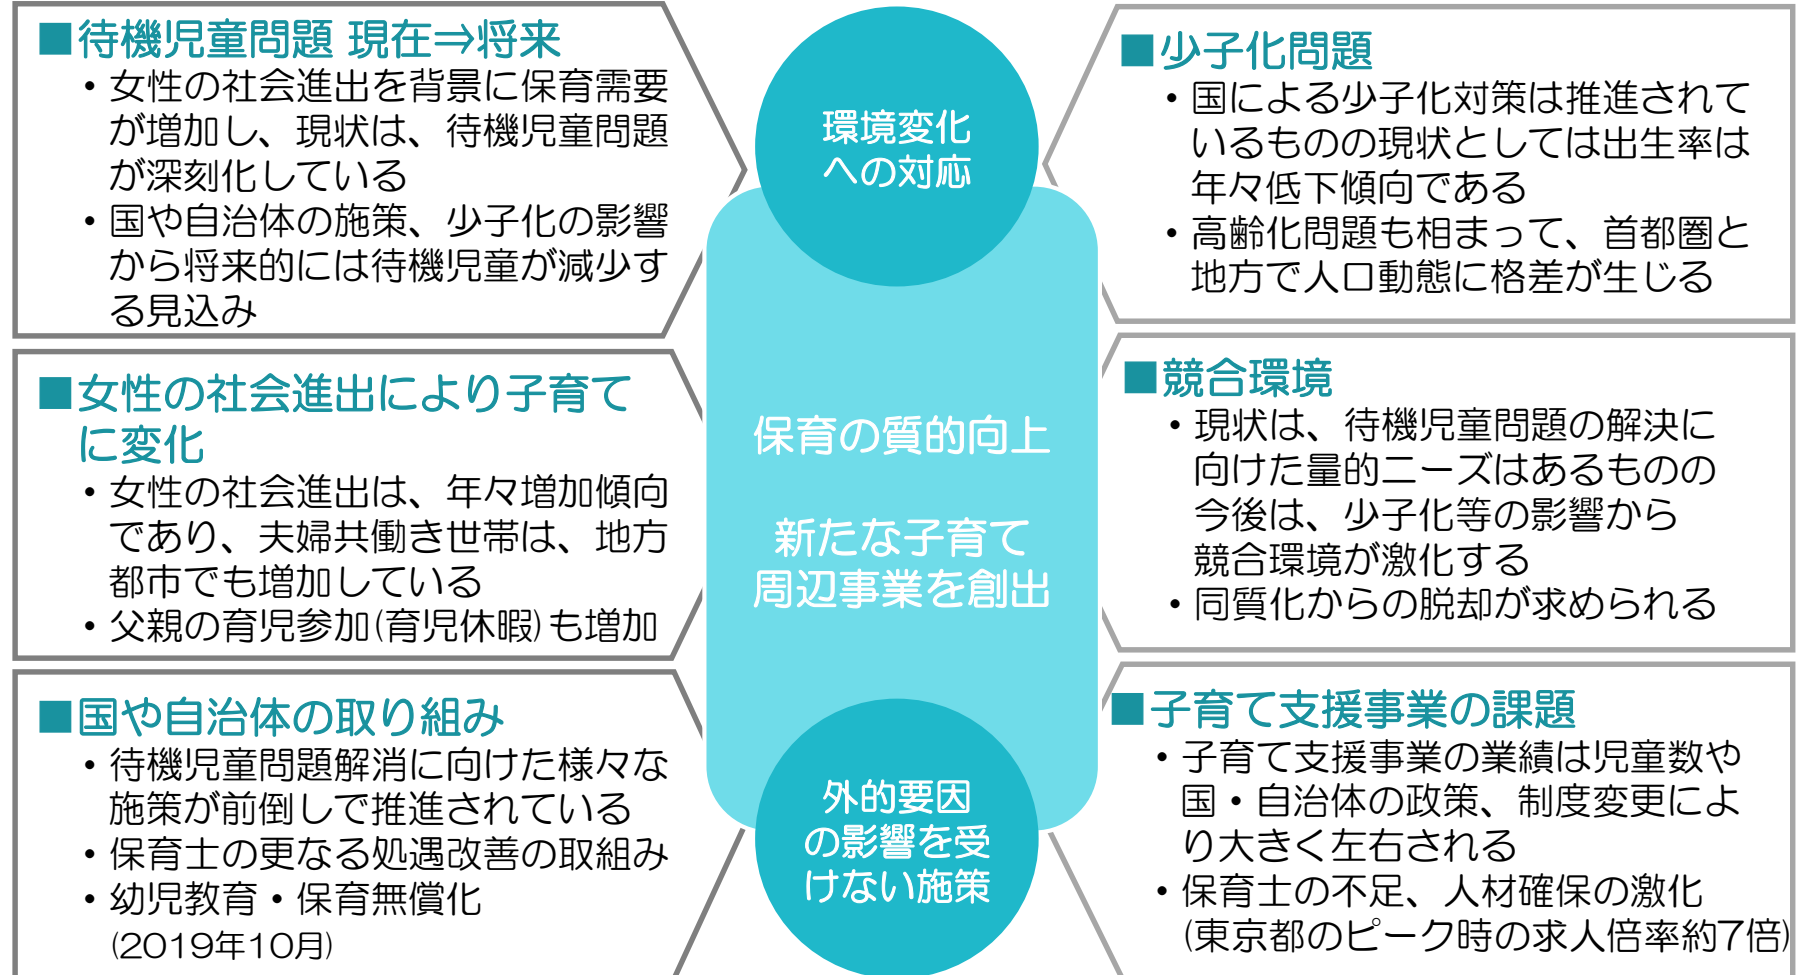 ■待機児童問題 現在⇒将来
・女性の社会進出を背景に保育需要
が増加し、現状は、待機児童問題
が深刻化している
・国や自治体の施策、少子化の影響
から将来的には待機児童が減少す
る見込み
■女性の社会進出により子育て
に変化
・女性の社会進出は、年々増加傾向
であり、夫婦共働き世帯は、地方
都市でも増加している
・父親の育児参加(育児休暇)も増加
■国や自治体の取り組み
・待機児童問題解消に向けた様々な
施策が前倒しで推進されている
・保育士の更なる処遇改善の取組み
・幼児教育・保育無償化
(2019年10月)
環境変化
への対応
保育の質的向上
新たな子育て
周辺事業を創出
外的要因
の影響を受
けない施策
■少子化問題
・国による少子化対策は推進されて
いるものの現状としては出生率は
年々低下傾向である
・高齢化問題も相まって、首都圏と
地方で人口動態に格差が生じる
■競合環境
・現状は、待機児童問題の解決に
向けた量的ニーズはあるものの
今後は、少子化等の影響から
競合環境が激化する
・同質化からの脱却が求められる
■子育て支援事業の課題
・子育て支援事業の業績は児童数や
国・自治体の政策、制度変更によ
り大きく左右される
・保育士の不足、人材確保の激化
(東京都のピーク時の求人倍率約7倍)